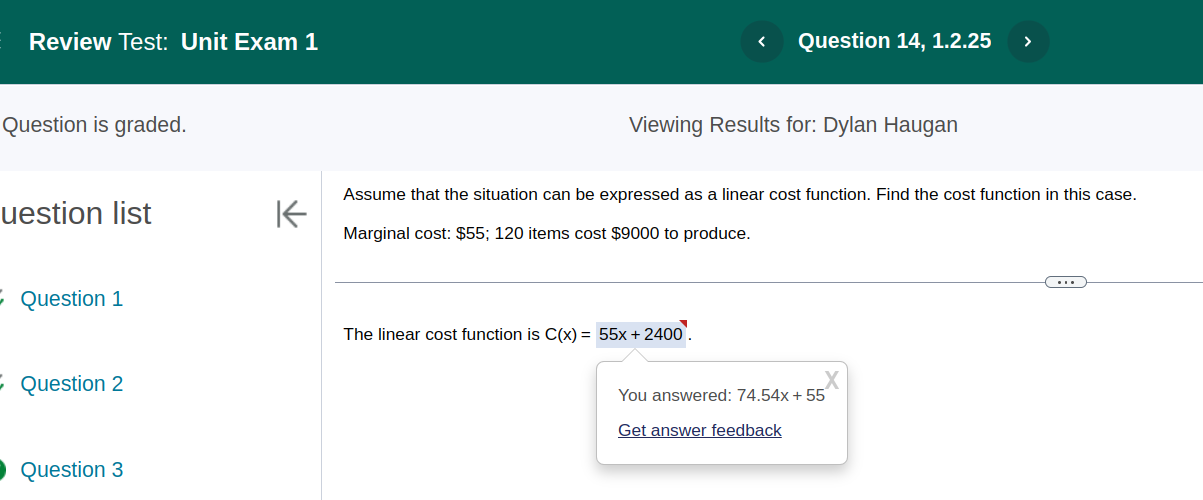 Review Test: Unit Exam 1
Question 14, 1.2.25
Question is graded.
Viewing Results for: Dylan Haugan
uestion list
Question 1
Question 2
Question 3
Assume that the situation can be expressed as a linear cost function. Find the cost function in this case.
Marginal cost: $55; 120 items cost $9000 to produce.
The linear cost function is C(x) = 55x + 2400.
X
You answered: 74.54x + 55
Get answer feedback